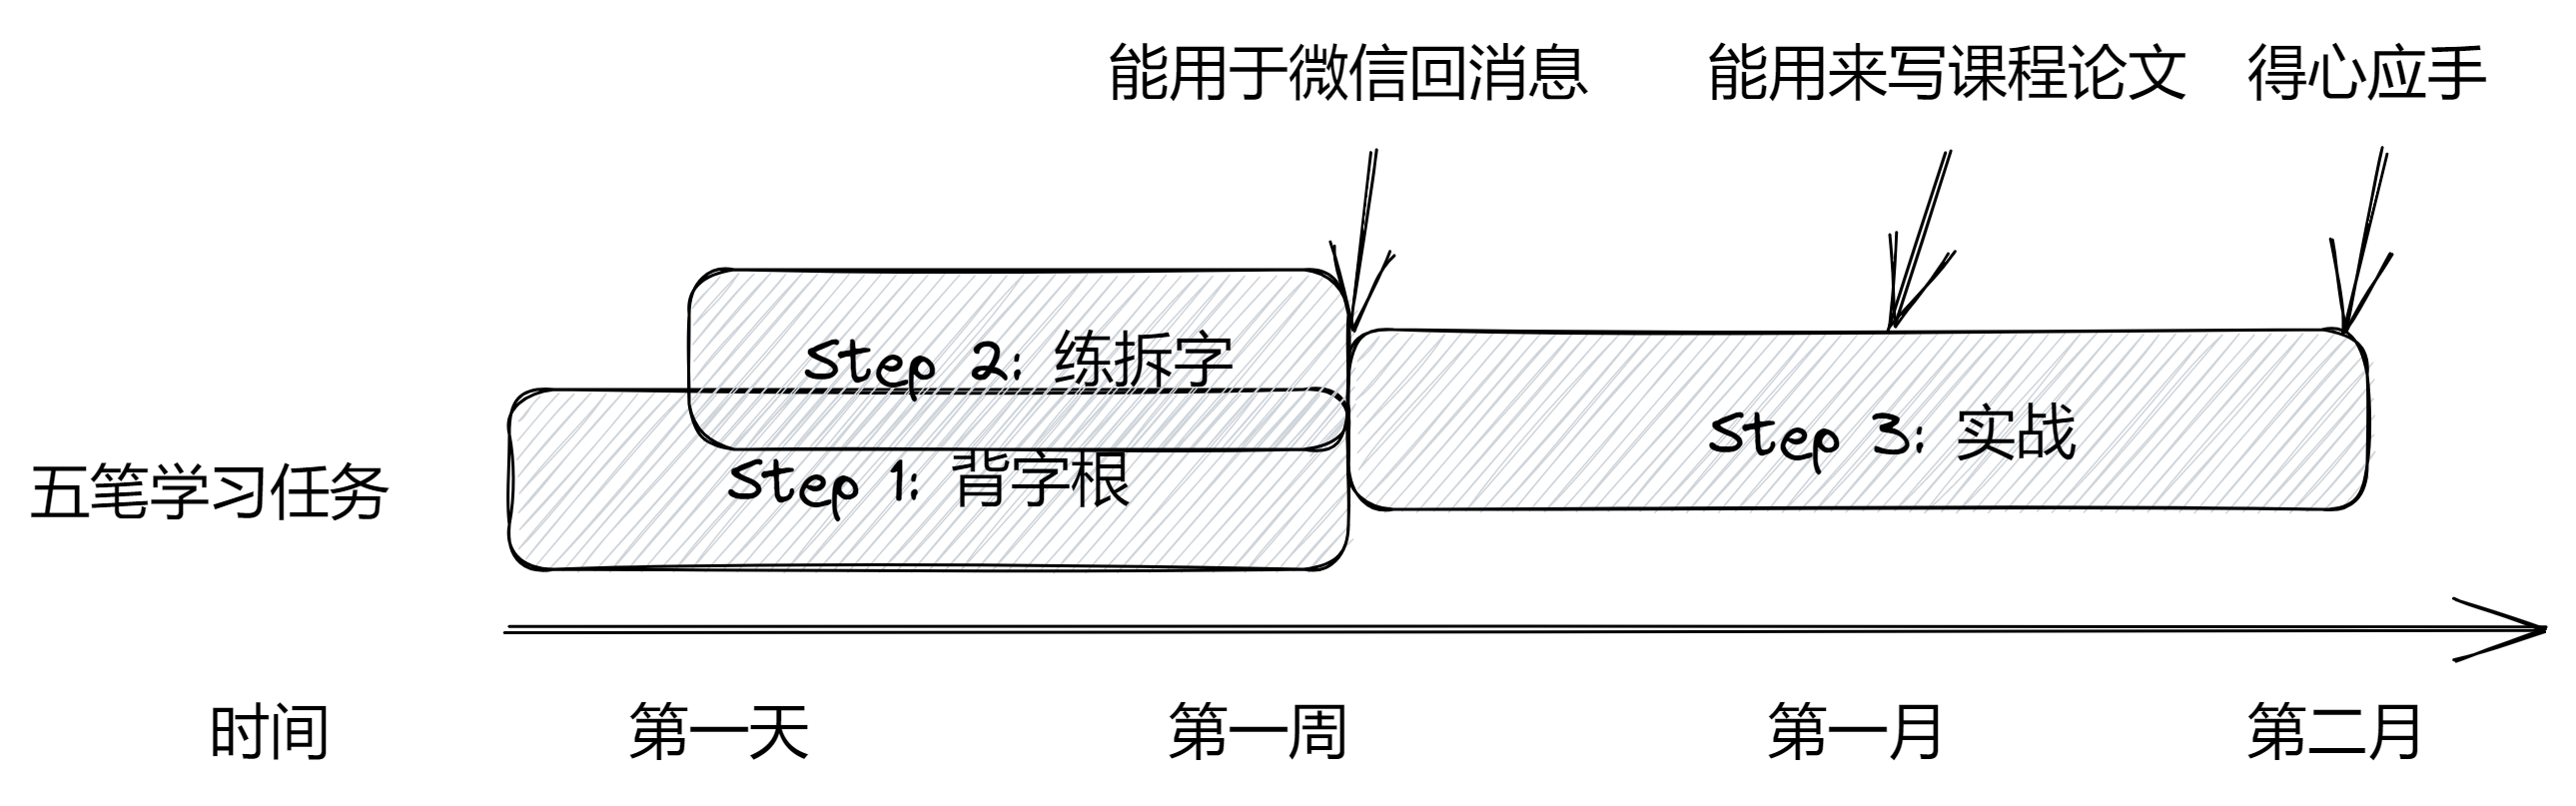 能用于微信回消息
能用来写课程论文
得心应手
Step 2: 练拆字
Step 3: 实战
Step 1: 背字根
五笔学习任务
时间
第一天
第一周
第一月
第二月